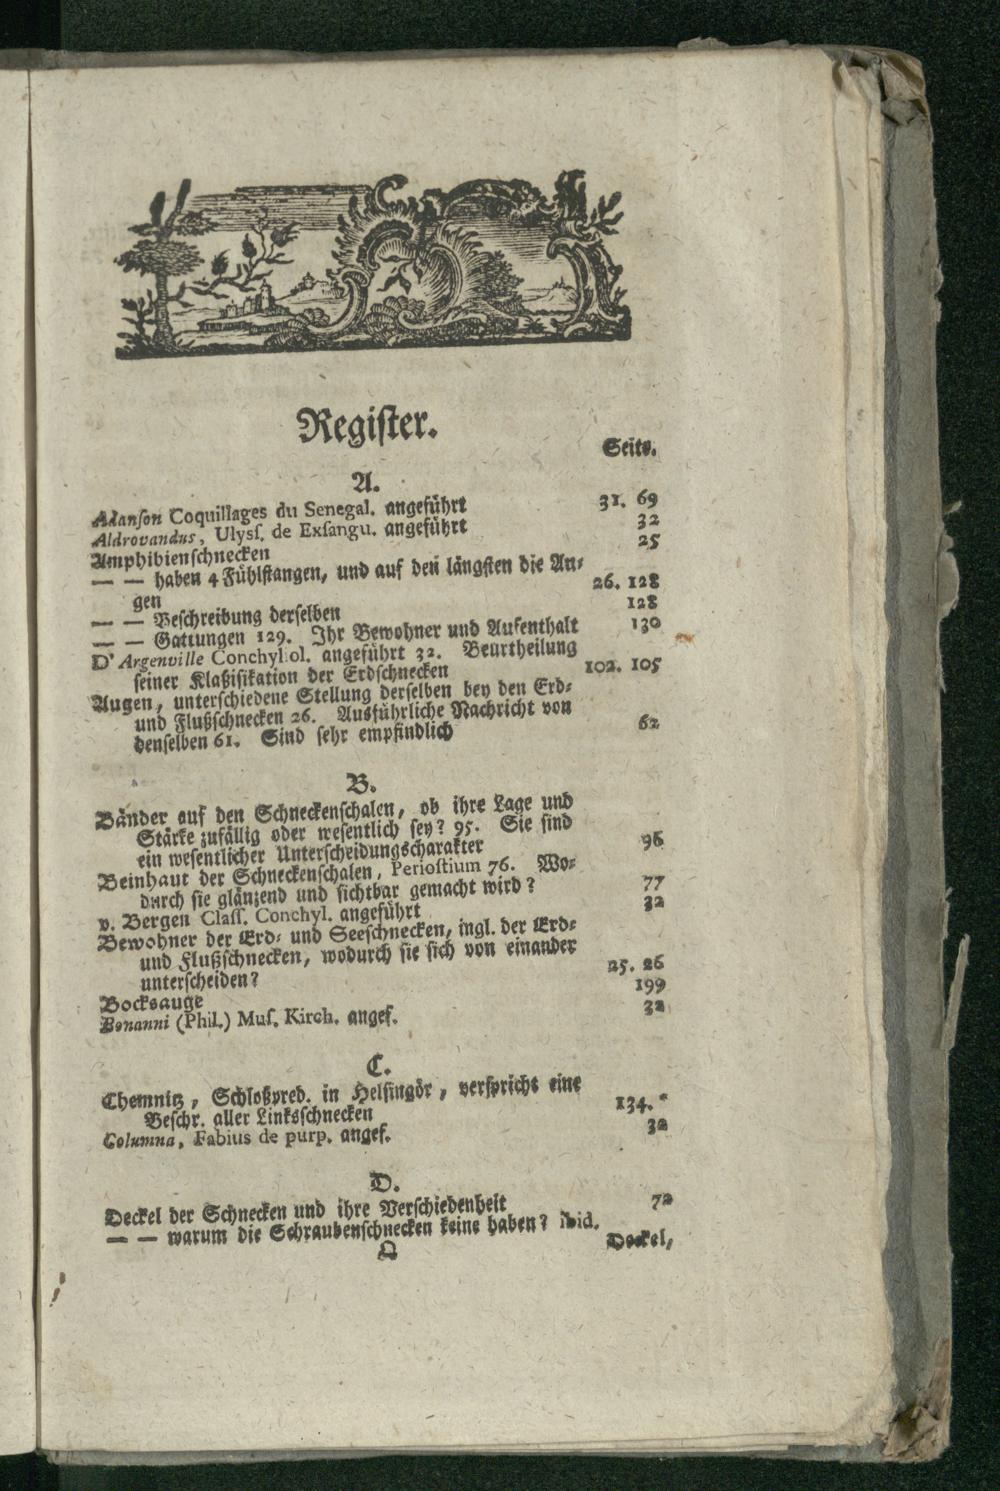 Register.
Seite.
A.
Adanson Coquillages du Senegal. angeführt 31. 69
Aldrovandus, Ulyss. de Exsangu. angeführt 32
Amphibienschnecken 25
— — haben 4 Fühlstangen, und auf den längsten die Au-
gen 26. 128
— — Beschreibung derselben 128
— — Gattungen 129. Ihr Bewohner und Aufenthalt 130
D' Argenville Conchyliol. angeführt 32. Beurtheilung
seiner Klaßifikation der Erdschnecken 102. 105
Augen, unterschiedene Stellung derselben bey den Erd-
und Flußschnecken 26. Ausführliche Nachricht von
denselben 61. Sind sehr empfindlich 62
B.
Bänder auf den Schneckenschalen, ob ihre Lage und
Stärke zufällig oder wesentlich sey? 95. Sie sind
ein wesentlicher Unterscheidungscharakter 96
Beinhaut der Schneckenschalen, Periostium 76. Wo-
durch sie glänzend und sichtbar gemacht wird? 77
v. Bergen Class. Conchyl. angeführt 32
Bewohner der Erd- und Seeschnecken, ingl. der Erd-
und Flußschnecken, wodurch sie sich von einander
unterscheiden? 25. 26
Bocksauge 199
Bonanni (Phil.) Mus. Kirch. angef. 32
C.
Chemnitz, Schloßpred. in Helsingör, verspricht eine
Beschr. aller Linksschnecken 134. *
Columna, Fabius de purp. angef. 32
D.
Deckel der Schnecken und ihre Verschiedenheit 72
— — warum die Schraubenschnecken keine haben? ibid.
Q Deckel,